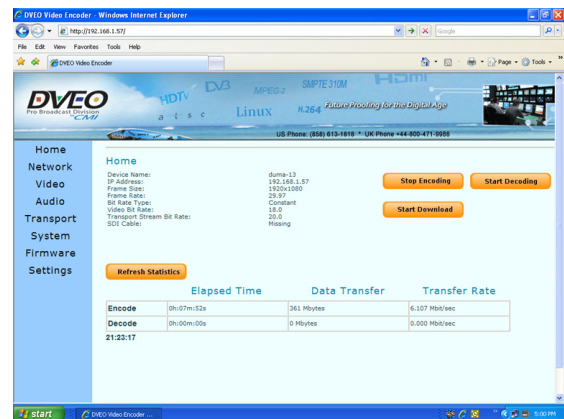 DVEO Video Encoder - Windows Internet Explorer
http://192.168.1.57/
Google
File Edit View Favorites Tools Help
DVEO Video Encoder
Page Tools
DVEO
Pro Broadcast Division
CMI
HDTV DVB MPEG-2 SMPTE 310M HDMI
a t s c Linux H.264 Future Proofing for the Digital Age
US Phone: (858) 613-1818 * UK Phone +44-800-471-9988
Home
Network
Video
Audio
Transport
System
Firmware
Settings
Home
Device Name: duma-13
IP Address: 192.168.1.57
Frame Size: 1920x1080
Frame Rate: 29.97
Bit Rate Type: Constant
Video Bit Rate: 18.0
Transport Stream Bit Rate: 20.0
SDI Cable: Missing
Stop Encoding Start Decoding
Start Download
Refresh Statistics
Elapsed Time Data Transfer Transfer Rate
Encode 0h:07m:52s 361 Mbytes 6.107 Mbit/sec
Decode 0h:00m:00s 0 Mbytes 0.000 Mbit/sec
21:23:17
start DVEO Video Encoder ... 5:00 PM